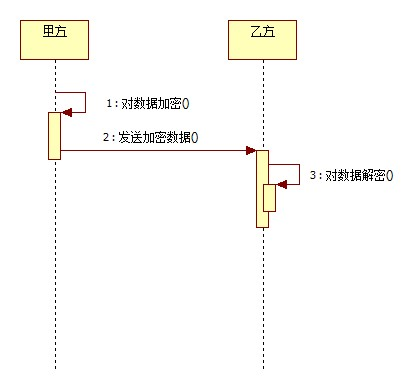 甲方
乙方
1 : 对数据加密()
2 : 发送加密数据()
3 : 对数据解密()